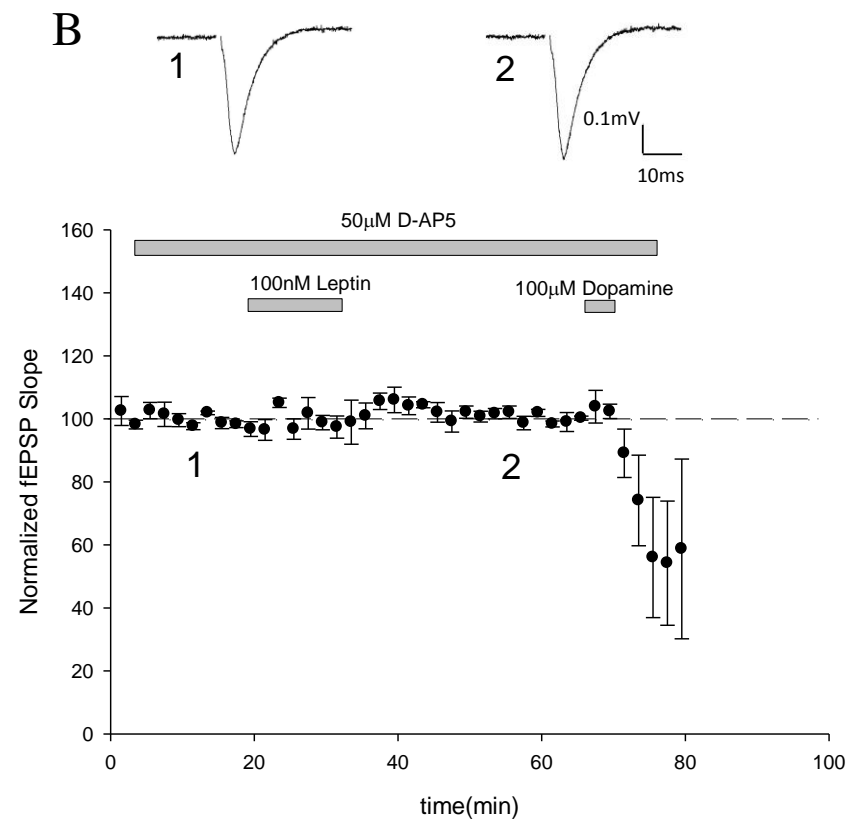 B
1
2
0.1mV
10ms
50μM D-AP5
100nM Leptin
100μM Dopamine
160
140
120
100
80
60
40
20
0
1
2
Normalized fEPSP Slope
0
20
40
60
80
100
time(min)